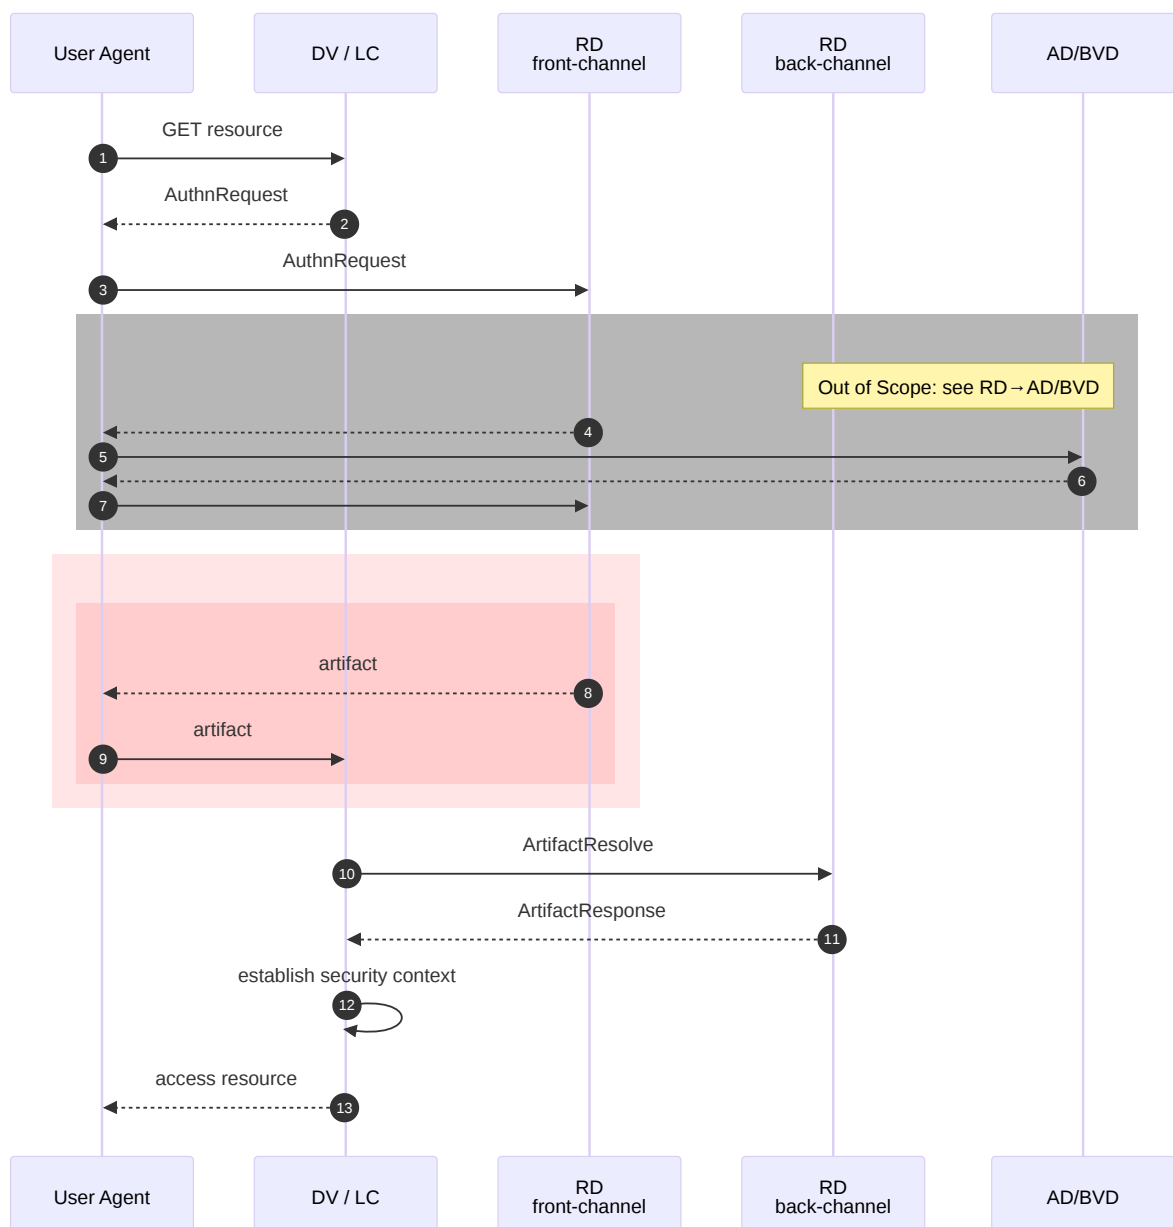 User Agent
DV / LC
RD
front-channel
RD
back-channel
AD/BVD
GET resource
1
AuthnRequest
2
AuthnRequest
3
Out of Scope: see RD→AD/BVD
4
5
6
7
artifact
8
artifact
9
ArtifactResolve
10
ArtifactResponse
11
establish security context
12
access resource
13
User Agent
DV / LC
RD
front-channel
RD
back-channel
AD/BVD